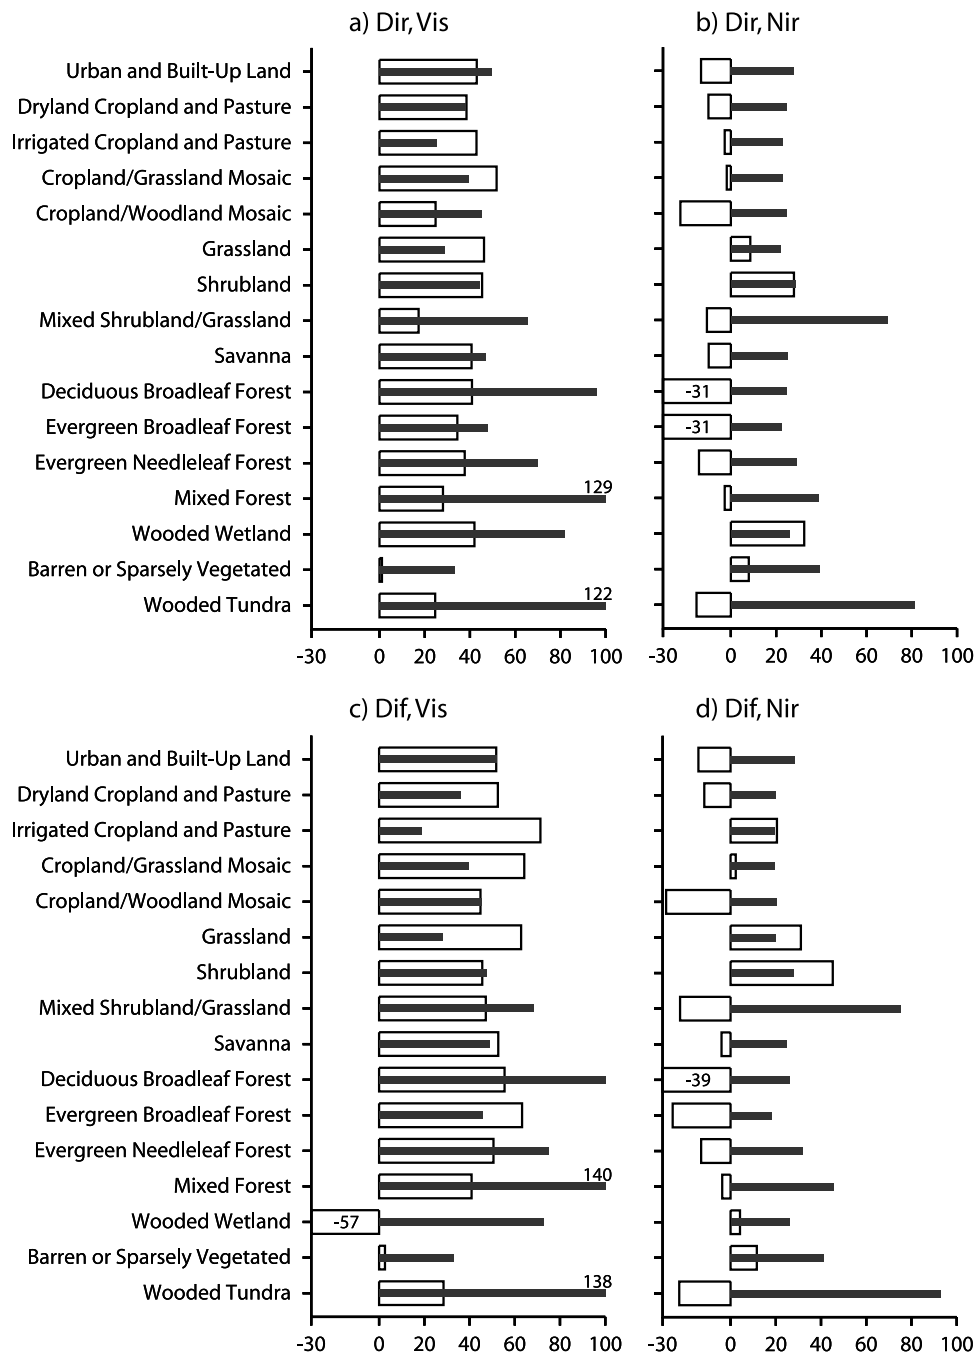 a) Dir, Vis
b) Dir, Nir
Urban and Built-Up Land
Dryland Cropland and Pasture
Irrigated Cropland and Pasture
Cropland/Grassland Mosaic
Cropland/Woodland Mosaic
Grassland
Shrubland
Mixed Shrubland/Grassland
Savanna
Deciduous Broadleaf Forest
-31
Evergreen Broadleaf Forest
-31
Evergreen Needleleaf Forest
Mixed Forest
129
Wooded Wetland
Barren or Sparsely Vegetated
Wooded Tundra
122
-30 0 20 40 60 80 100
-30 0 20 40 60 80 100
c) Dif, Vis
d) Dif, Nir
Urban and Built-Up Land
Dryland Cropland and Pasture
Irrigated Cropland and Pasture
Cropland/Grassland Mosaic
Cropland/Woodland Mosaic
Grassland
Shrubland
Mixed Shrubland/Grassland
Savanna
Deciduous Broadleaf Forest
-39
Evergreen Broadleaf Forest
Evergreen Needleleaf Forest
Mixed Forest
140
Wooded Wetland
-57
Barren or Sparsely Vegetated
Wooded Tundra
138
-30 0 20 40 60 80 100
-30 0 20 40 60 80 100